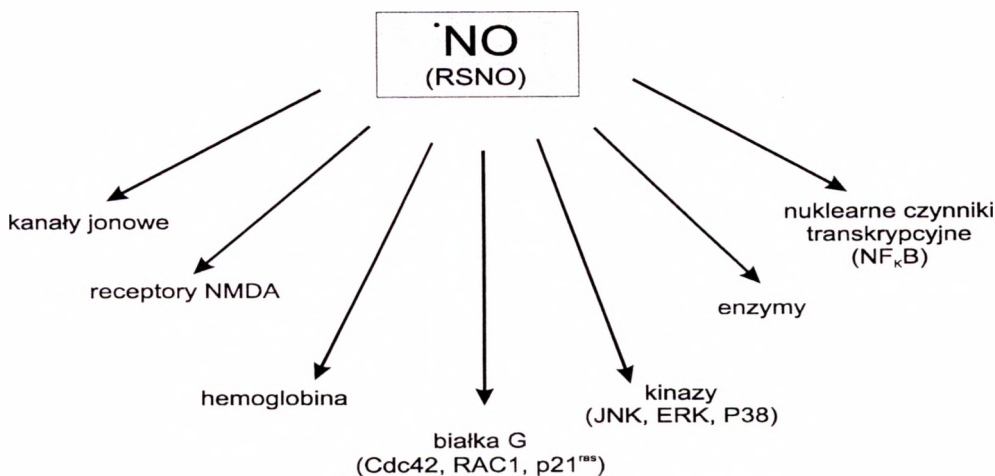 ·NO
(RSNO)
kanały jonowe
receptory NMDA
hemoglobina
białka G
(Cdc42, RAC1, p21ʳᵃˢ)
kinazy
(JNK, ERK, P38)
enzymy
nuklearne czynniki
transkrypcyjne
(NFκB)